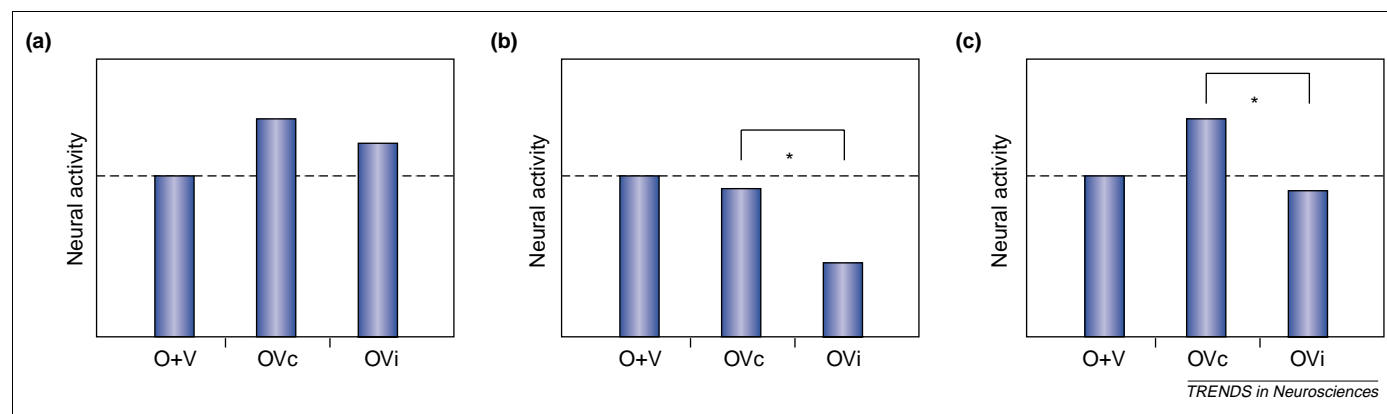 (a)
Neural activity
O+V OVc OVi
(b)
Neural activity
*
O+V OVc OVi
(c)
Neural activity
*
O+V OVc OVi
TRENDS in Neurosciences